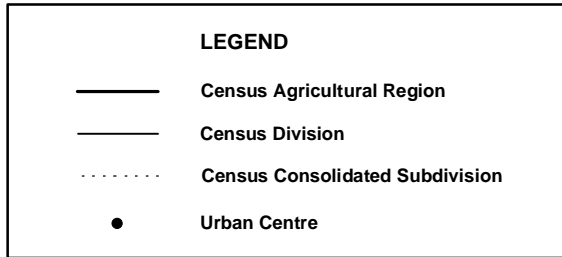 LEGEND
Census Agricultural Region
Census Division
Census Consolidated Subdivision
Urban Centre